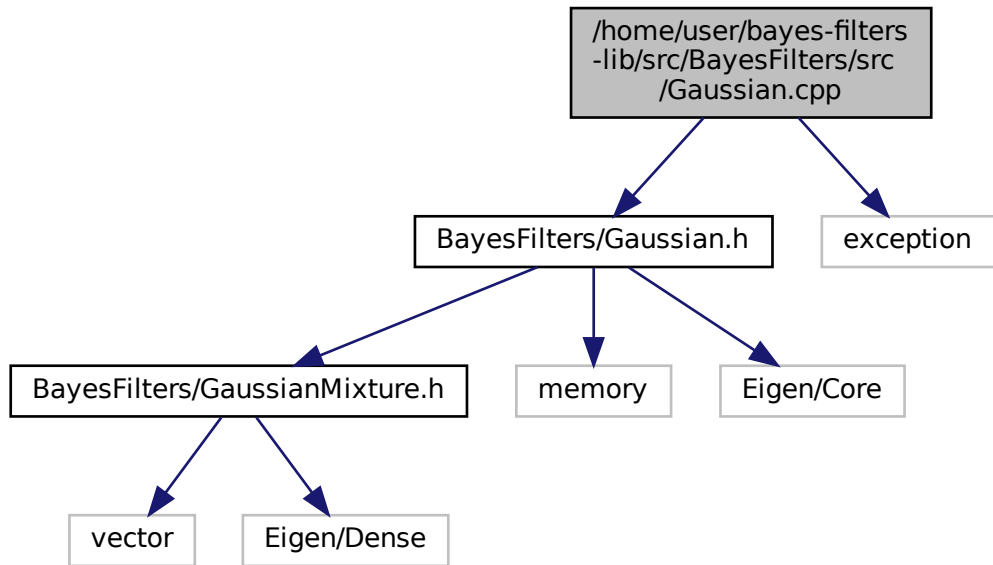 /home/user/bayes-filters
-lib/src/BayesFilters/src
/Gaussian.cpp
BayesFilters/Gaussian.h
exception
BayesFilters/GaussianMixture.h
memory
Eigen/Core
vector
Eigen/Dense